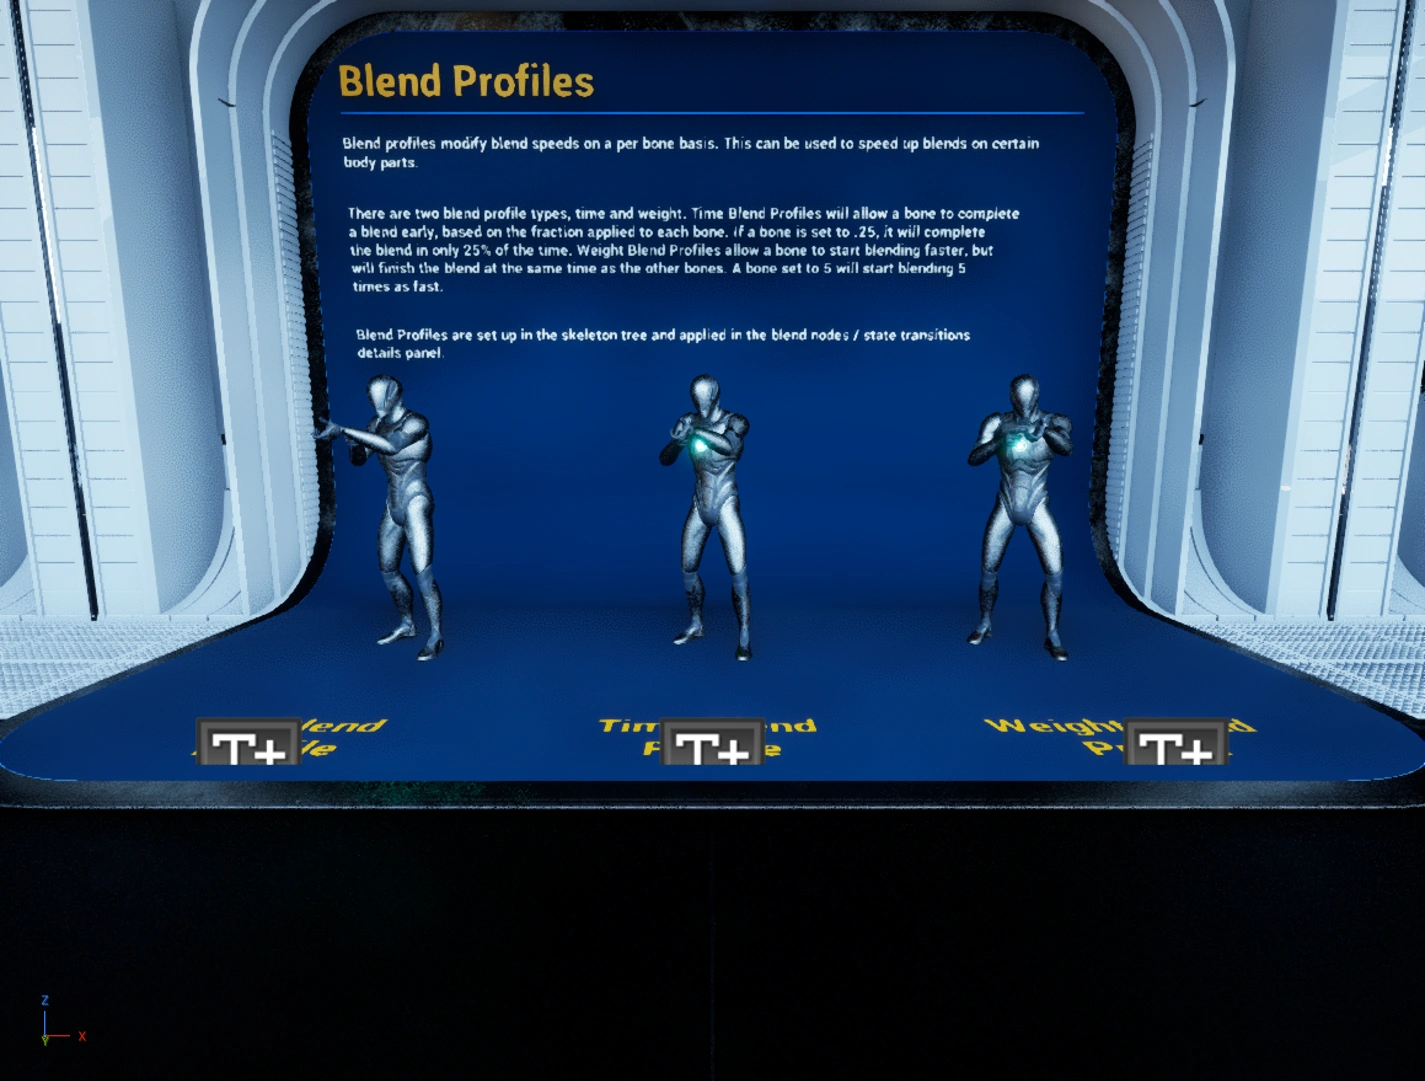 Blend Profiles
Blend profiles modify blend speeds on a per bone basis. This can be used to speed up blends on certain
body parts.
There are two blend profile types, time and weight. Time Blend Profiles will allow a bone to complete
a blend early, based on the fraction applied to each bone. If a bone is set to .25, it will complete
the blend in only 25% of the time. Weight Blend Profiles allow a bone to start blending faster, but
will finish the blend at the same time as the other bones. A bone set to 5 will start blending 5
times as fast.
Blend Profiles are set up in the skeleton tree and applied in the blend nodes / state transitions
details panel.
T+ T+ T+
Z
X
Y